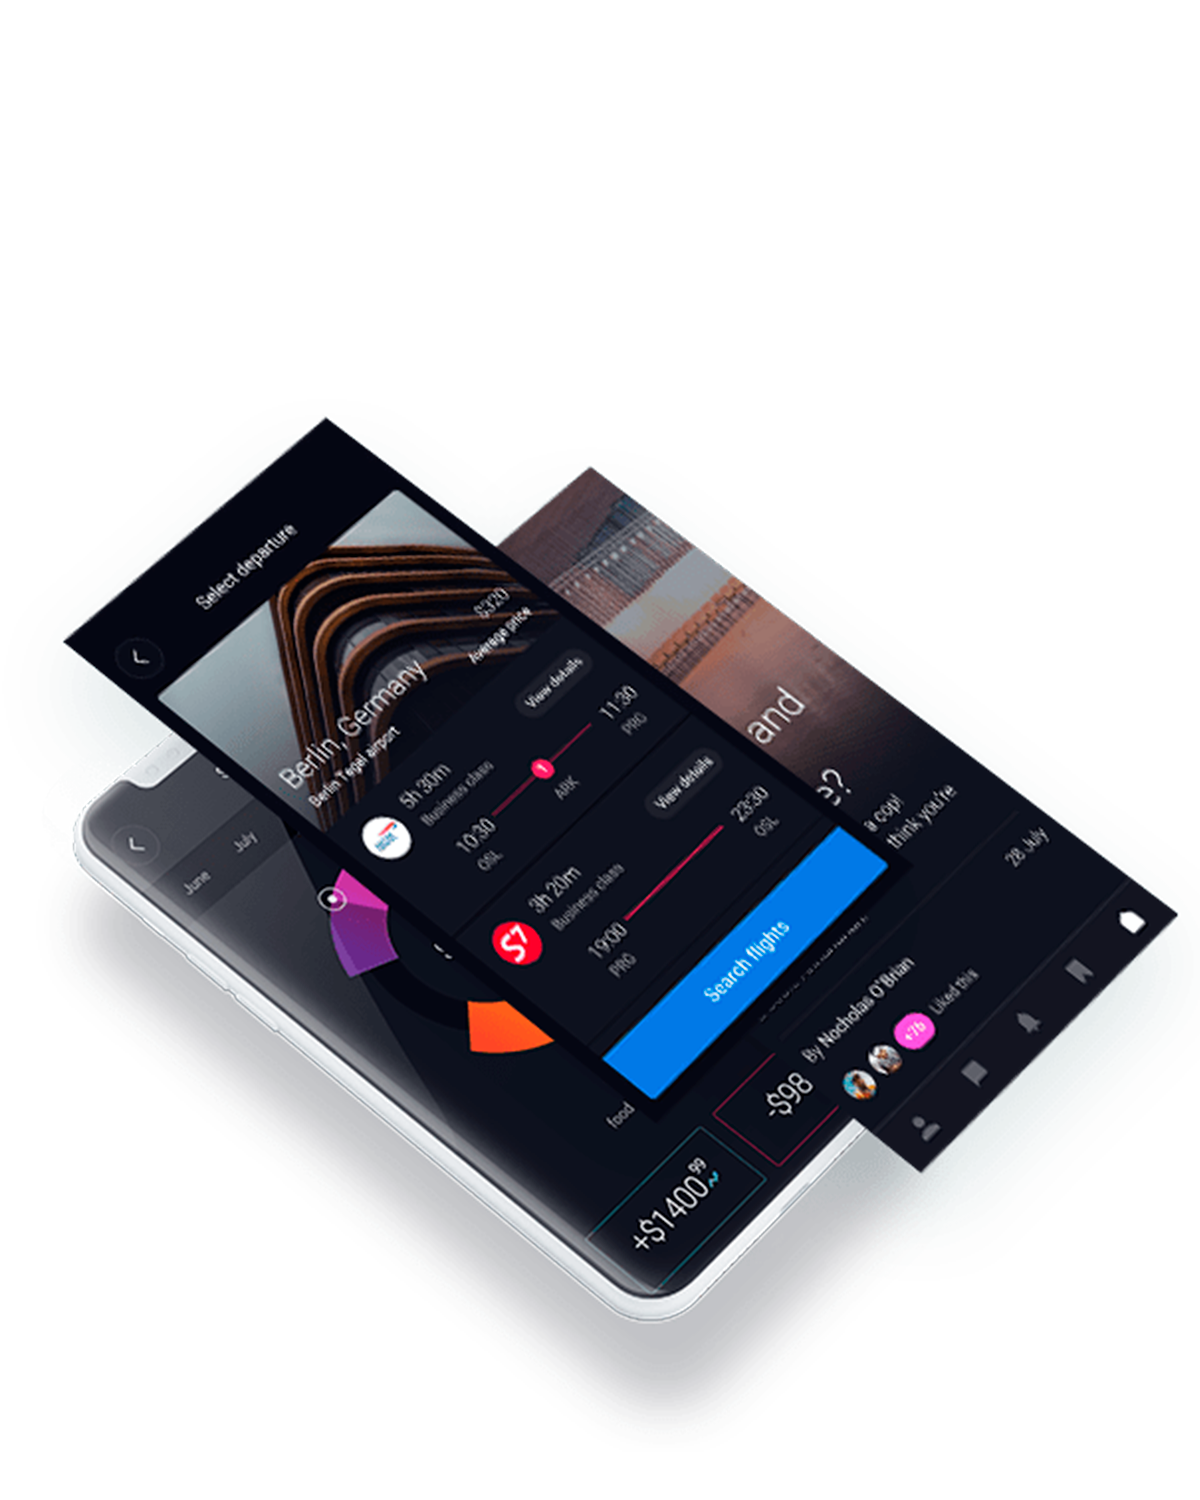 Select departure
$320
Average price
Berlin, Germany
Berlin Tegel airport
View details
5h 30m
Business class
10:30
OSL
1
ARK
11:30
PRG
View details
S7
3h 20m
Business class
19:00
PRG
23:30
OSL
Search flights
and
e?
a cop!
think you're
28 July
By Nocholas O'Brian
+76
Liked this
June
July
food
-$98
+$1400 99